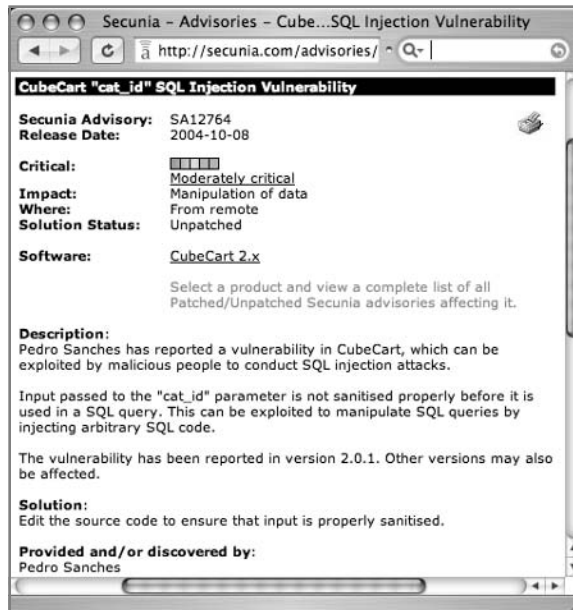 Secunia - Advisories - Cube...SQL Injection Vulnerability
http://secunia.com/advisories/
CubeCart "cat_id" SQL Injection Vulnerability
Secunia Advisory: SA12764
Release Date: 2004-10-08
Critical:
Moderately critical
Impact: Manipulation of data
Where: From remote
Solution Status: Unpatched
Software: CubeCart 2.x
Select a product and view a complete list of all
Patched/Unpatched Secunia advisories affecting it.
Description:
Pedro Sanches has reported a vulnerability in CubeCart, which can be
exploited by malicious people to conduct SQL injection attacks.
Input passed to the "cat_id" parameter is not sanitised properly before it is
used in a SQL query. This can be exploited to manipulate SQL queries by
injecting arbitrary SQL code.
The vulnerability has been reported in version 2.0.1. Other versions may also
be affected.
Solution:
Edit the source code to ensure that input is properly sanitised.
Provided and/or discovered by:
Pedro Sanches